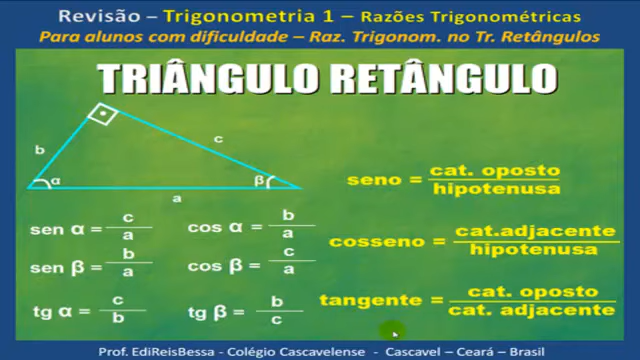 Revisão – Trigonometria 1 – Razões Trigonométricas
Para alunos com dificuldade – Raz. Trigonom. no Tr. Retângulos
TRIÂNGULO RETÂNGULO
b
c
α
β
a
seno = cat. oposto / hipotenusa
sen α = c/a
cos α = b/a
cosseno = cat.adjacente / hipotenusa
sen β = b/a
cos β = c/a
tangente = cat. oposto / cat. adjacente
tg α = c/b
tg β = b/c
Prof. EdiReisBessa - Colégio Cascavelense - Cascavel – Ceará – Brasil